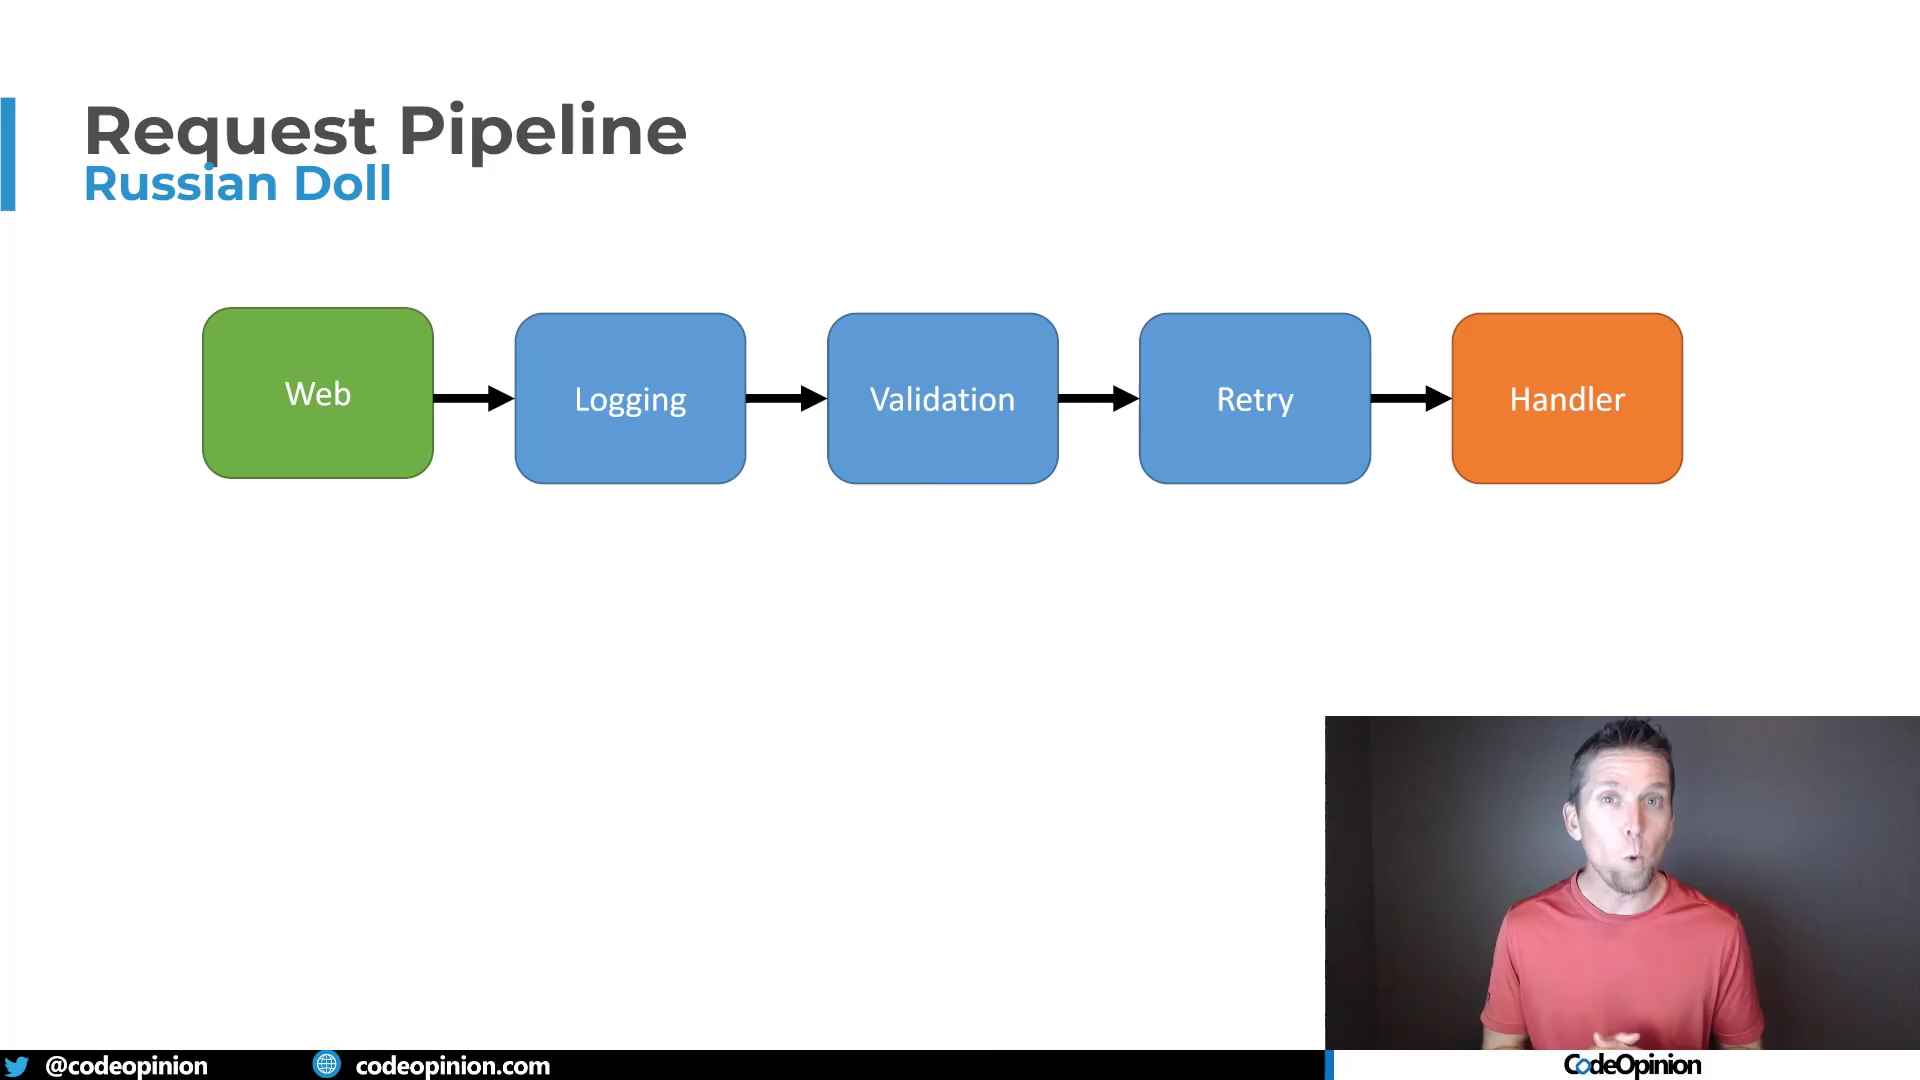 Request Pipeline
Russian Doll
Web
Logging
Validation
Retry
Handler
@codeopinion
codeopinion.com
CodeOpinion